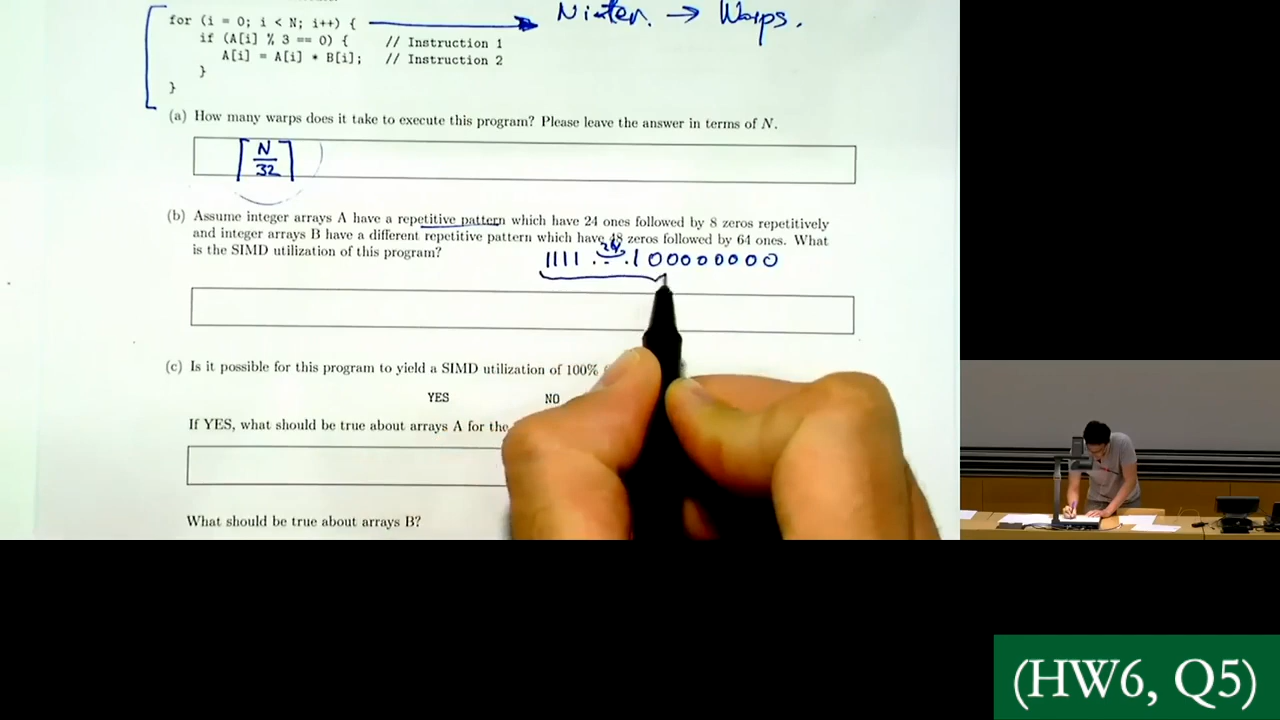 for (i = 0; i < N; i++) { → N iter. → Warps.
if (A[i] % 3 == 0) { // Instruction 1
A[i] = A[i] * B[i]; // Instruction 2
}
}
(a) How many warps does it take to execute this program? Please leave the answer in terms of N.
⌈N/32⌉
(b) Assume integer arrays A have a repetitive pattern which have 24 ones followed by 8 zeros repetitively
and integer arrays B have a different repetitive pattern which have 48 zeros followed by 64 ones. What
is the SIMD utilization of this program?
24
1111 . . . 100000000
(c) Is it possible for this program to yield a SIMD utilization of 100%
YES NO
If YES, what should be true about arrays A for the
What should be true about arrays B?
(HW6, Q5)